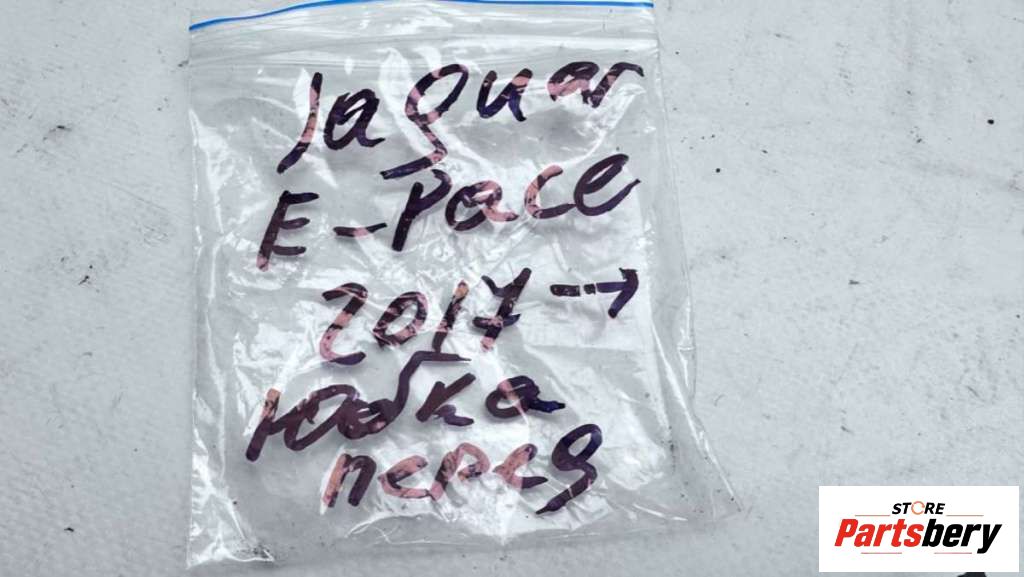 Jaguar
E-Pace
2017 →
Юбка
перед
STORE
Partsbery